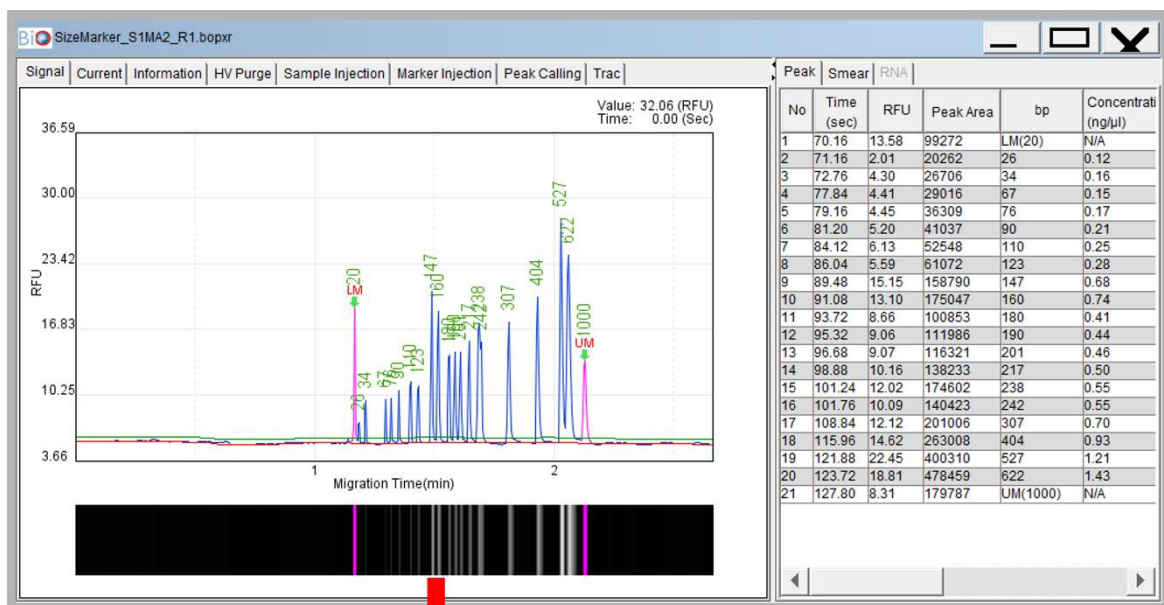 BiO SizeMarker_S1MA2_R1.bopxr
Signal Current Information HV Purge Sample Injection Marker Injection Peak Calling Trac
Value: 32.06 (RFU)
Time: 0.00 (Sec)
36.59
30.00
23.42
16.83
10.25
3.66
RFU
LM
20
26
34
67
76
90
110
123
147
160
180
190
201
217
238
242
307
404
527
622
1000
UM
1 2
Migration Time(min)
Peak Smear RNA
No Time (sec) RFU Peak Area bp Concentrati (ng/µl)
1 70.16 13.58 99272 LM(20) N/A
2 71.16 2.01 20262 26 0.12
3 72.76 4.30 26706 34 0.16
4 77.84 4.41 29016 67 0.15
5 79.16 4.45 36309 76 0.17
6 81.20 5.20 41037 90 0.21
7 84.12 6.13 52548 110 0.25
8 86.04 5.59 61072 123 0.28
9 89.48 15.15 158790 147 0.68
10 91.08 13.10 175047 160 0.74
11 93.72 8.66 100853 180 0.41
12 95.32 9.06 111986 190 0.44
13 96.68 9.07 116321 201 0.46
14 98.88 10.16 138233 217 0.50
15 101.24 12.02 174602 238 0.55
16 101.76 10.09 140423 242 0.55
17 108.84 12.12 201006 307 0.70
18 115.96 14.62 263008 404 0.93
19 121.88 22.45 400310 527 1.21
20 123.72 18.81 478459 622 1.43
21 127.80 8.31 179787 UM(1000) N/A